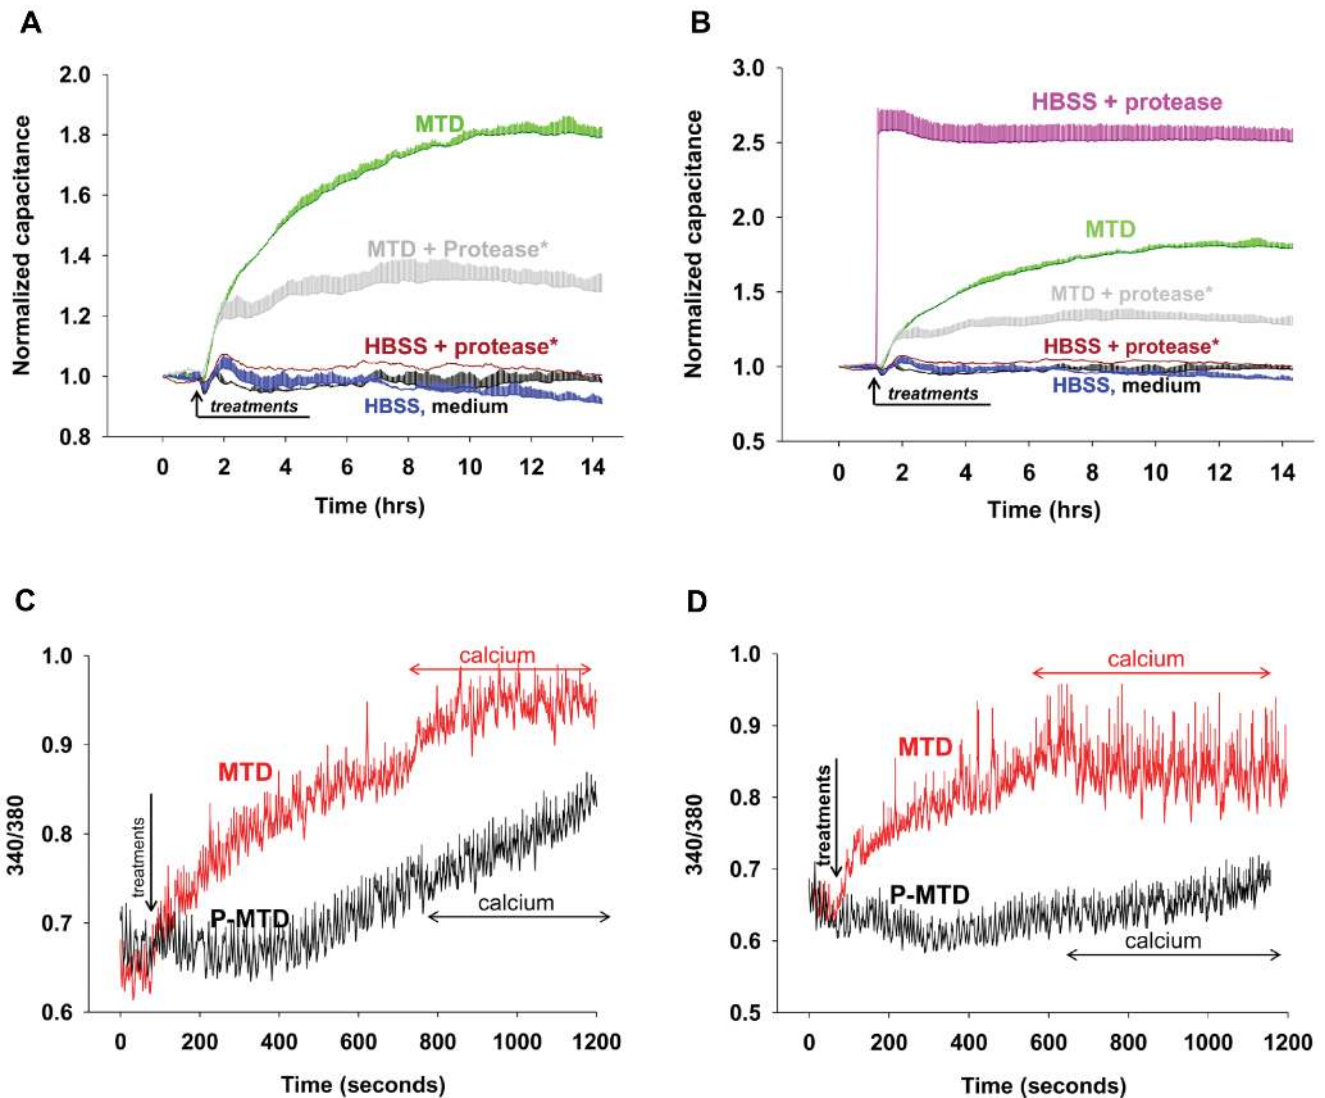 A
Normalized capacitance
2.0
1.8
1.6
1.4
1.2
1.0
0.8
MTD
MTD + Protease*
HBSS + protease*
HBSS, medium
treatments
0 2 4 6 8 10 12 14
Time (hrs)
B
Normalized capacitance
3.0
2.5
2.0
1.5
1.0
0.5
HBSS + protease
MTD
MTD + protease*
HBSS + protease*
HBSS, medium
treatments
0 2 4 6 8 10 12 14
Time (hrs)
C
340/380
1.0
0.9
0.8
0.7
0.6
calcium
MTD
treatments
P-MTD
calcium
0 200 400 600 800 1000 1200
Time (seconds)
D
340/380
1.0
0.9
0.8
0.7
0.6
0.5
calcium
MTD
treatments
P-MTD
calcium
0 200 400 600 800 1000 1200
Time (seconds)